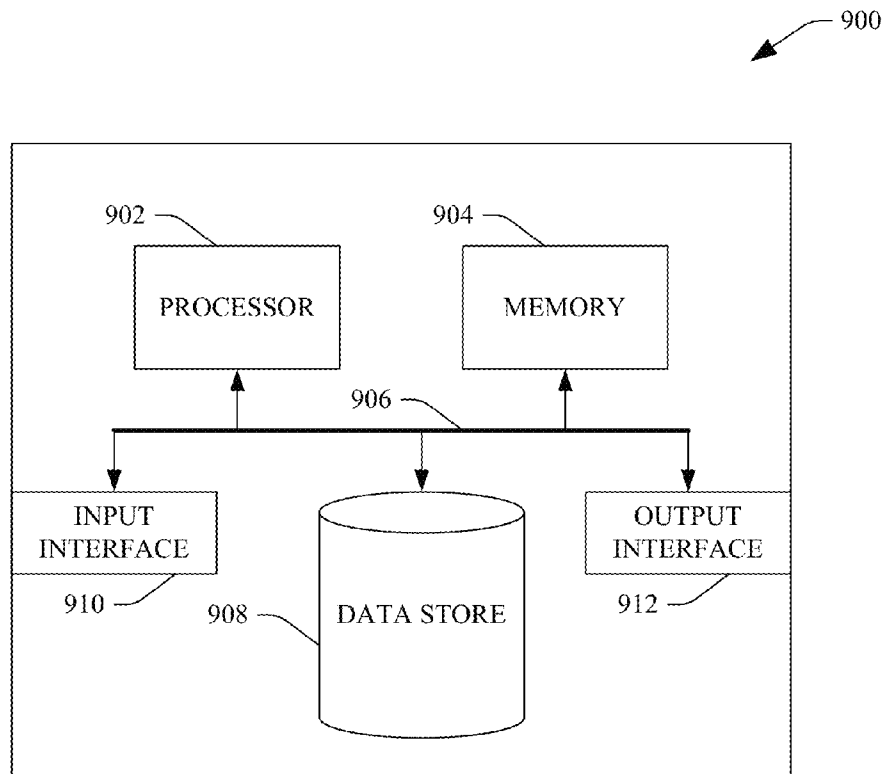 900
902
904
PROCESSOR
MEMORY
906
INPUT
INTERFACE
OUTPUT
INTERFACE
DATA STORE
910
908
912